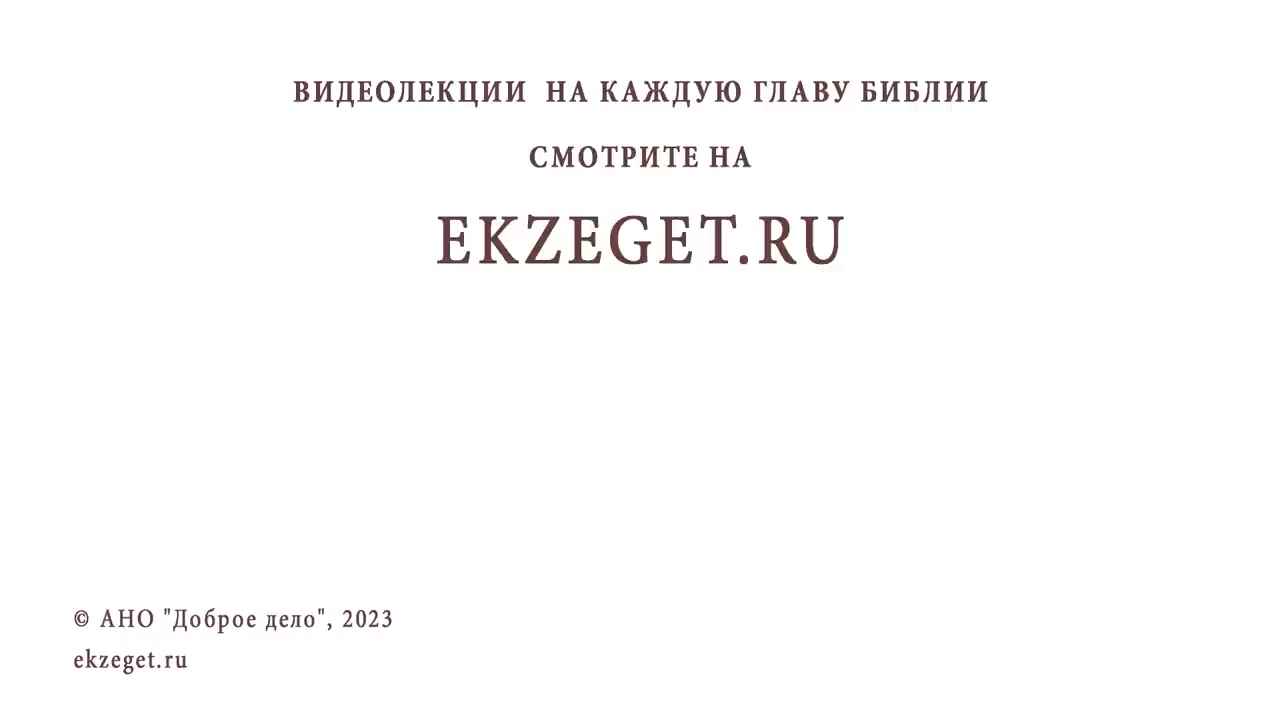 ВИДЕОЛЕКЦИИ НА КАЖДУЮ ГЛАВУ БИБЛИИ
СМОТРИТЕ НА
EKZEGET.RU
© АНО "Доброе дело", 2023
ekzeget.ru